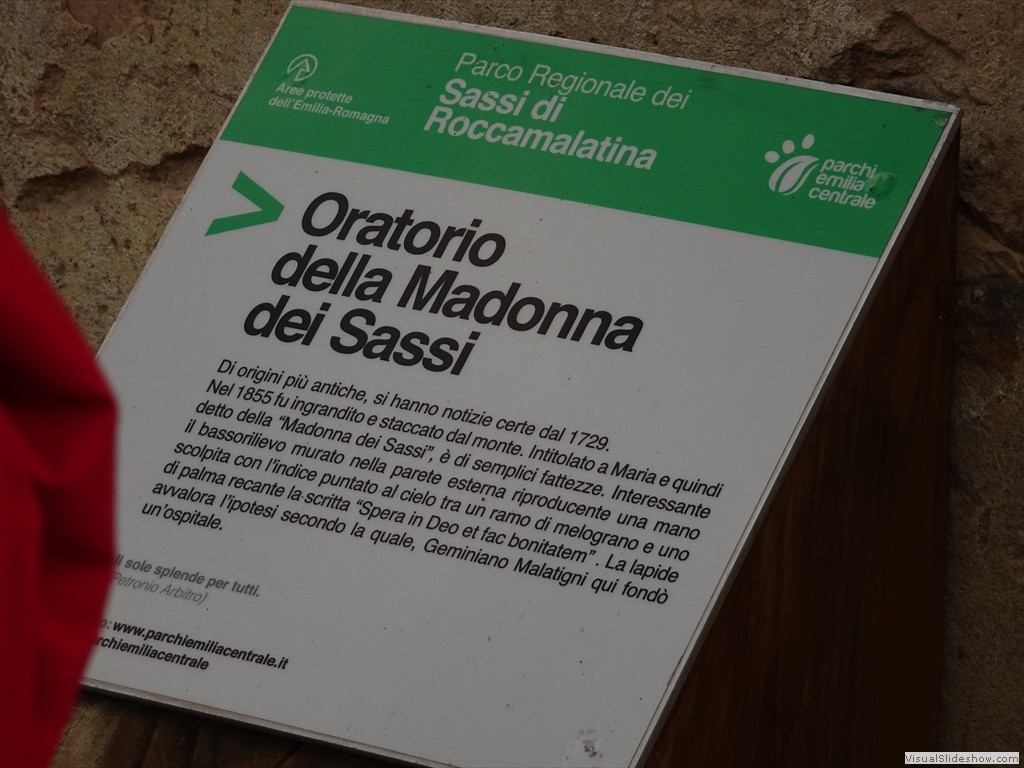 Aree protette
dell'Emilia-Romagna
Parco Regionale dei
Sassi di
Roccamalatina
parchi
emilia
centrale
Oratorio
della Madonna
dei Sassi
Di origini più antiche, si hanno notizie certe dal 1729.
Nel 1855 fu ingrandito e staccato dal monte. Intitolato a Maria e quindi
detto della “Madonna dei Sassi”, è di semplici fattezze. Interessante
il bassorilievo murato nella parete esterna riproducente una mano
scolpita con l'indice puntato al cielo tra un ramo di melograno e uno
di palma recante la scritta “Spera in Deo et fac bonitatem”. La lapide
avvalora l'ipotesi secondo la quale, Geminiano Malatigni qui fondò
un'ospitale.
Il sole splende per tutti.
(Petronio Arbitro)
www.parchiemiliacentrale.it
rchiemiliacentrale
VisualSlideshow.com